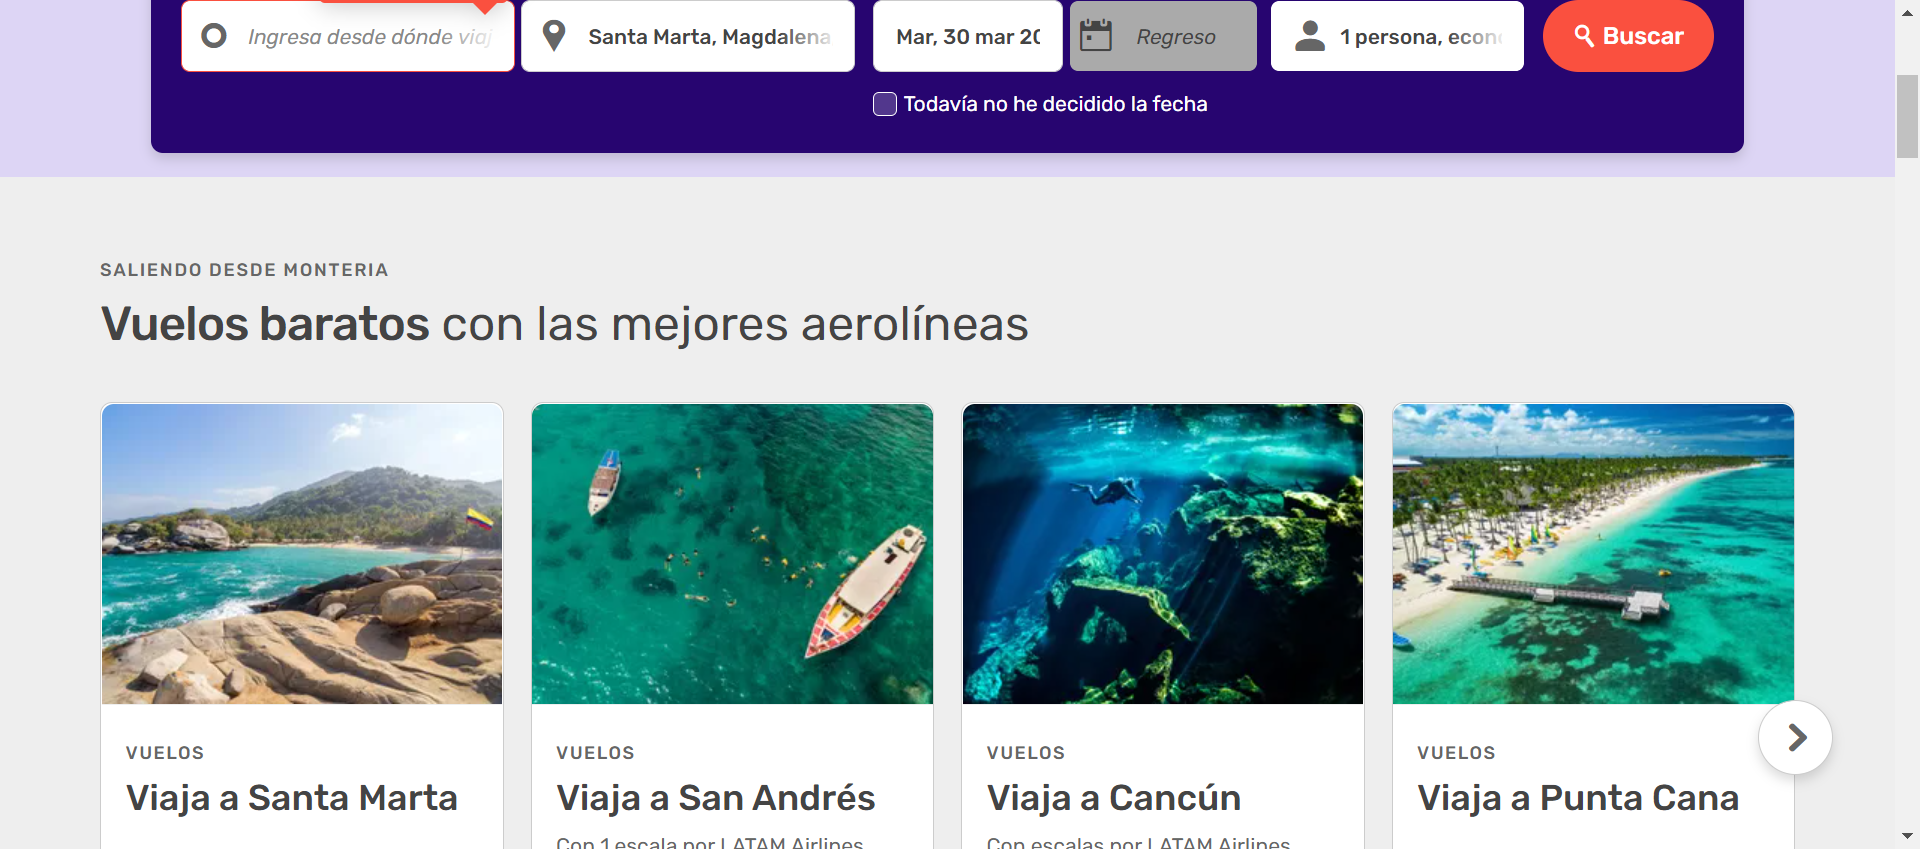 Ingresa desde dónde viaj
Santa Marta, Magdalena
Mar, 30 mar 20
Regreso
1 persona, econ
Buscar
Todavía no he decidido la fecha
SALIENDO DESDE MONTERIA
Vuelos baratos con las mejores aerolíneas
VUELOS
Viaja a Santa Marta
VUELOS
Viaja a San Andrés
Con 1 escala por LATAM Airlines
VUELOS
Viaja a Cancún
Con escalas por LATAM Airlines
VUELOS
Viaja a Punta Cana